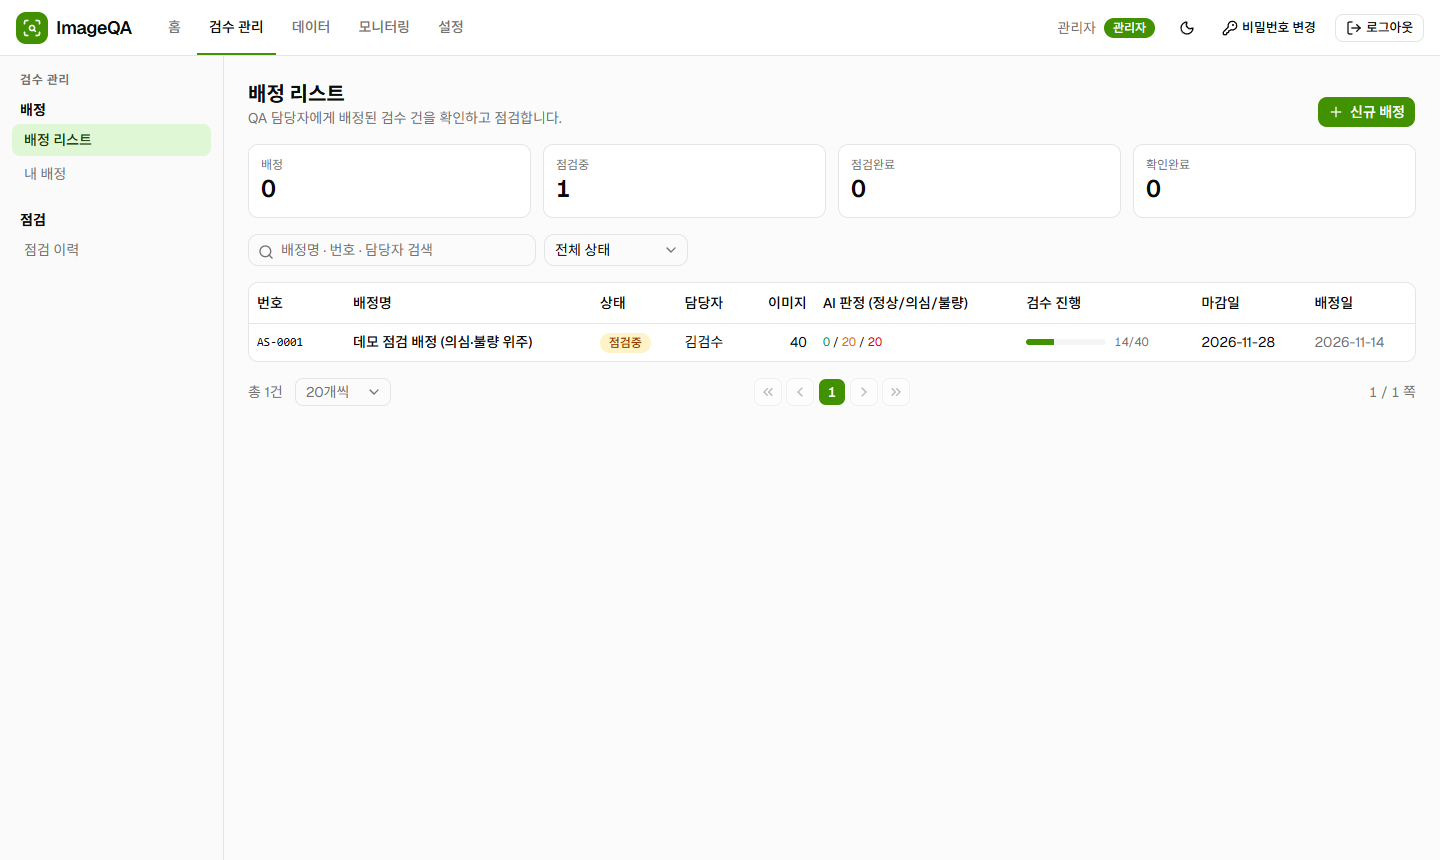 ImageQA
홈
검수 관리
데이터
모니터링
설정
관리자
관리자
비밀번호 변경
로그아웃
검수 관리
배정
배정 리스트
내 배정
점검
점검 이력
배정 리스트
QA 담당자에게 배정된 검수 건을 확인하고 점검합니다.
신규 배정
배정
0
점검중
1
점검완료
0
확인완료
0
배정명 · 번호 · 담당자 검색
전체 상태
번호 배정명 상태 담당자 이미지 AI 판정 (정상/의심/불량) 검수 진행 마감일 배정일
AS-0001 데모 점검 배정 (의심·불량 위주) 점검중 김검수 40 0 / 20 / 20 14/40 2026-11-28 2026-11-14
총 1건
20개씩
1
1 / 1 쪽